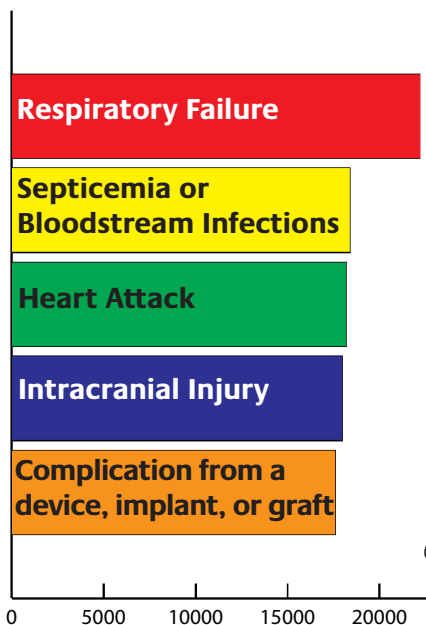 Respiratory Failure
Septicemia or
Bloodstream Infections
Heart Attack
Intracranial Injury
Complication from a
device, implant, or graft
0 5000 10000 15000 20000